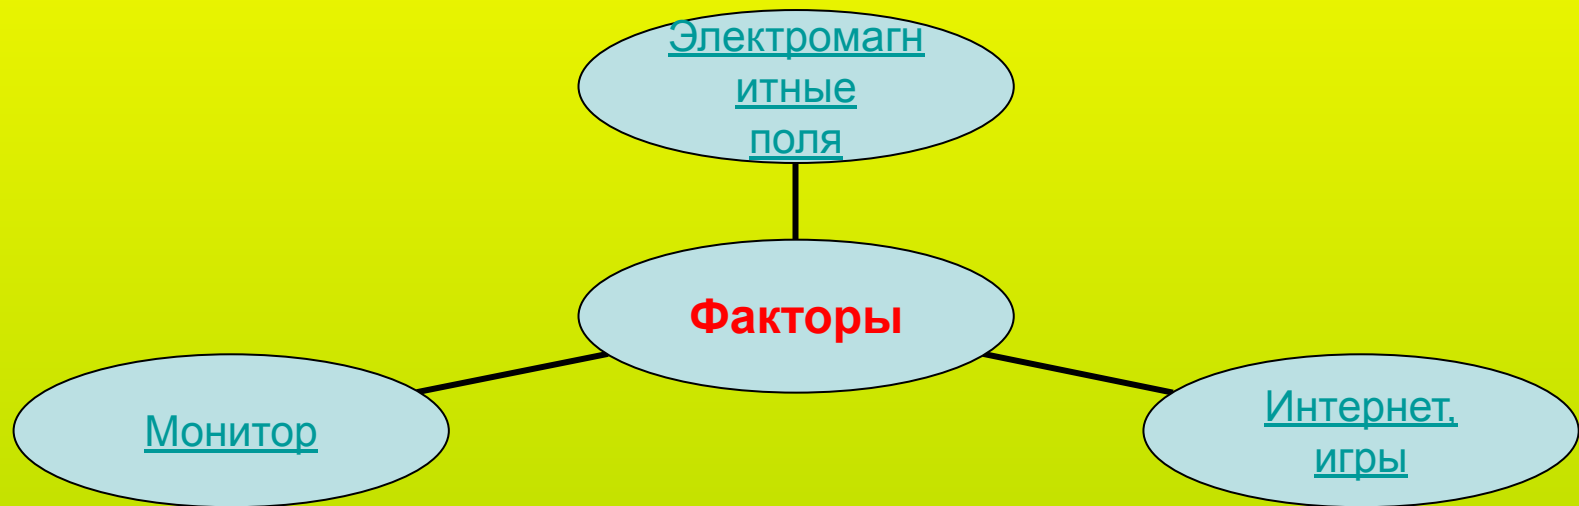 Электромагн
итные
поля
Факторы
Монитор
Интернет,
игры